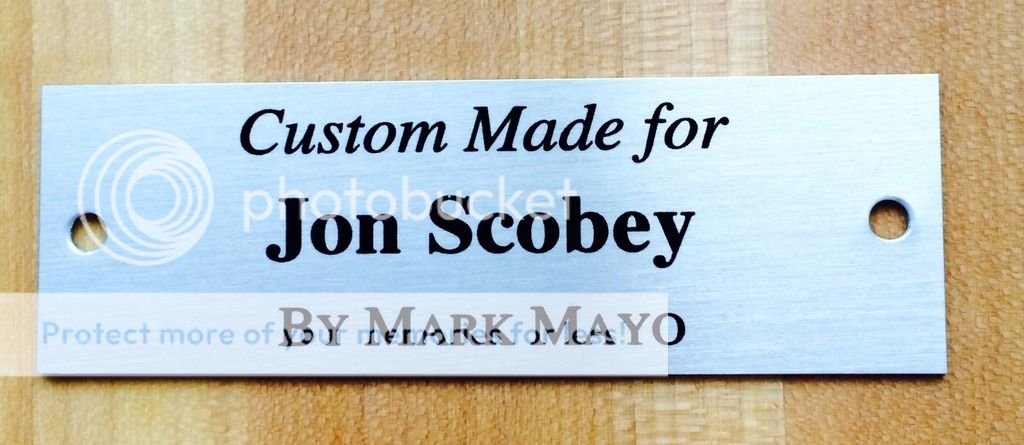 Custom Made for
photobucket
Jon Scobey
By Mark Mayo
Protect more of your memories for less!